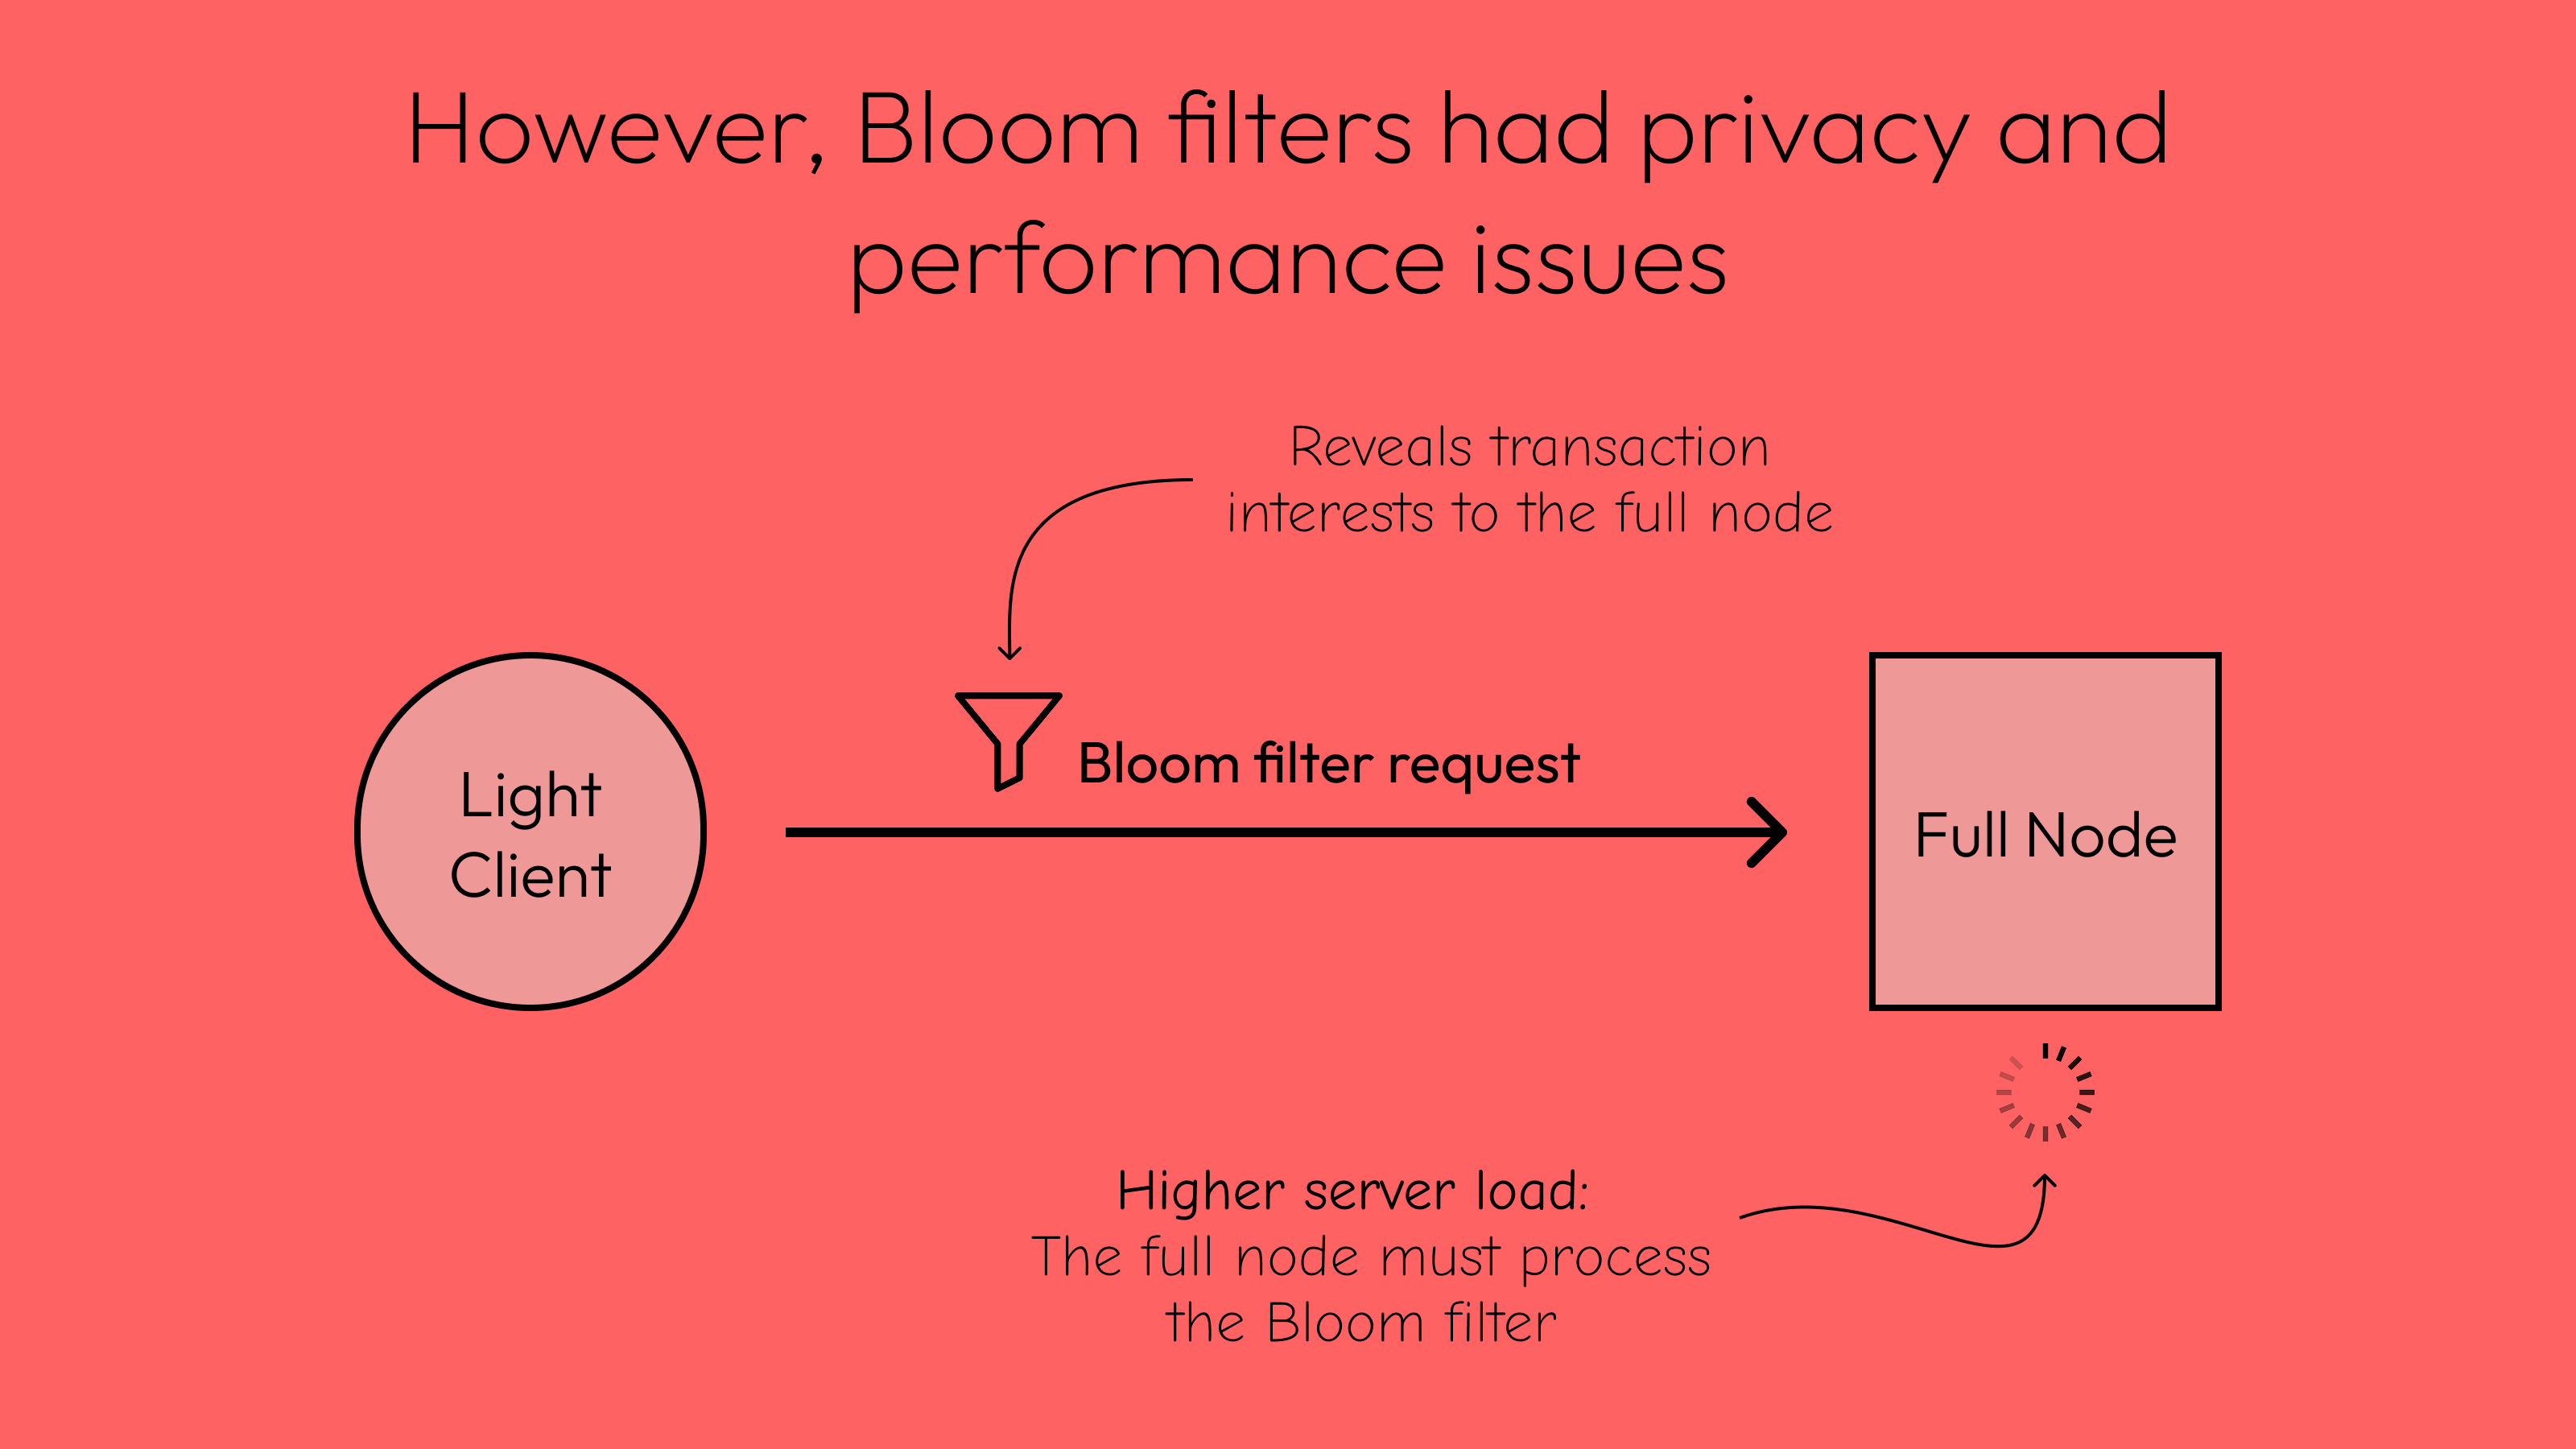 However, Bloom filters had privacy and
performance issues
Reveals transaction
interests to the full node
Bloom filter request
Light
Client
Full Node
Higher server load:
The full node must process
the Bloom filter